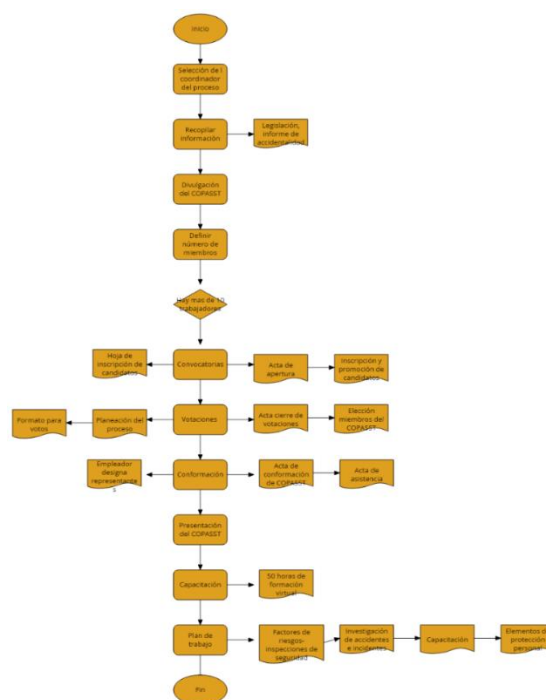 Inicio
Selección de l
coordinador
del proceso
Recopilar
información
Legislación,
informe de
accidentalidad
Divulgación
del COPASST
Definir
número de
miembros
Hay mas de 10
trabajadores
Hoja de
inscripción de
candidatos
Convocatorias
Acta de
apertura
Inscripción y
promoción de
candidatos
Formato para
votos
Planeación del
proceso
Votaciones
Acta cierre de
votaciones
Elección
miembros del
COPASST
Empleador
designa
representante
s
Conformación
Acta de
conformación
de COPASST
Acta de
asistencia
Presentación
del COPASST
Capacitación
50 horas de
formación
virtual
Plan de
trabajo
Factores de
riesgos-
inspecciones de
seguridad
Investigación
de accidentes
e incidentes
Capacitación
Elementos de
protección
personal
Fin